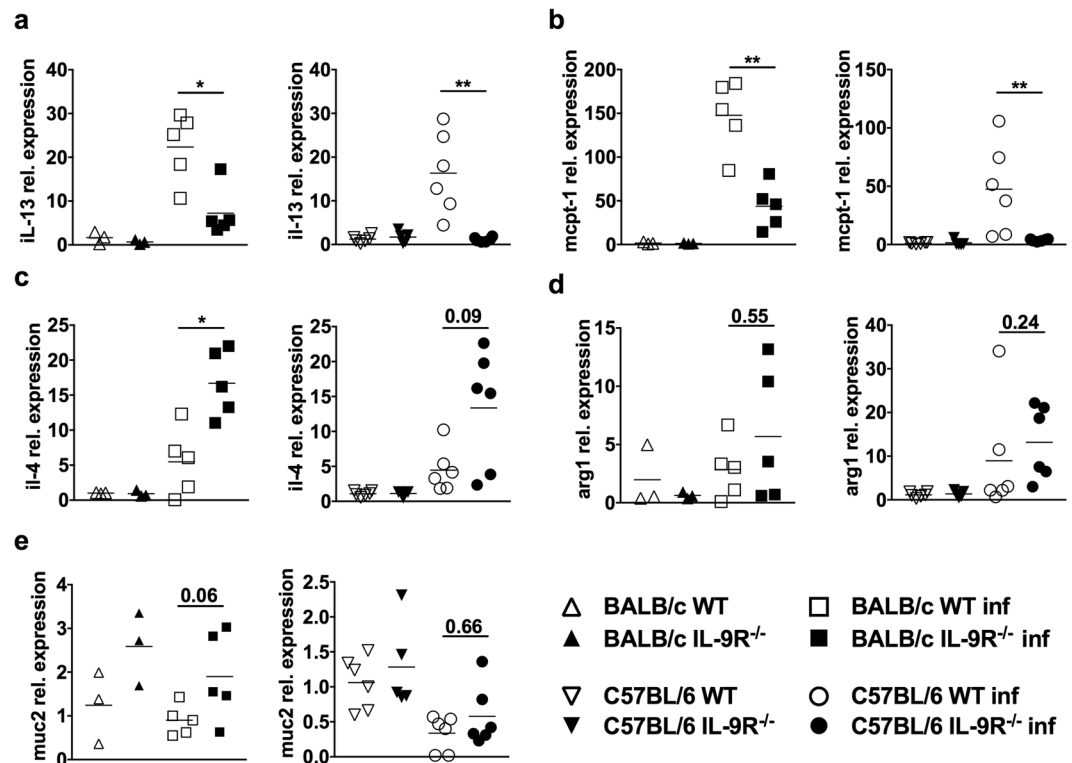 a
iL-13 rel. expression
40
30
20
10
0
*
il-13 rel. expression
40
30
20
10
0
**
b
mcpt-1 rel. expression
200
150
100
50
0
**
mcpt-1 rel. expression
150
100
50
0
**
c
il-4 rel. expression
25
20
15
10
5
0
*
il-4 rel. expression
25
20
15
10
5
0
0.09
d
arg1 rel. expression
15
10
5
0
0.55
arg1 rel. expression
40
30
20
10
0
0.24
e
muc2 rel. expression
4
3
2
1
0
0.06
muc2 rel. expression
2.5
2.0
1.5
1.0
0.5
0.0
0.66
BALB/c WT
BALB/c IL-9R-/-
C57BL/6 WT
C57BL/6 IL-9R-/-
BALB/c WT inf
BALB/c IL-9R-/- inf
C57BL/6 WT inf
C57BL/6 IL-9R-/- inf